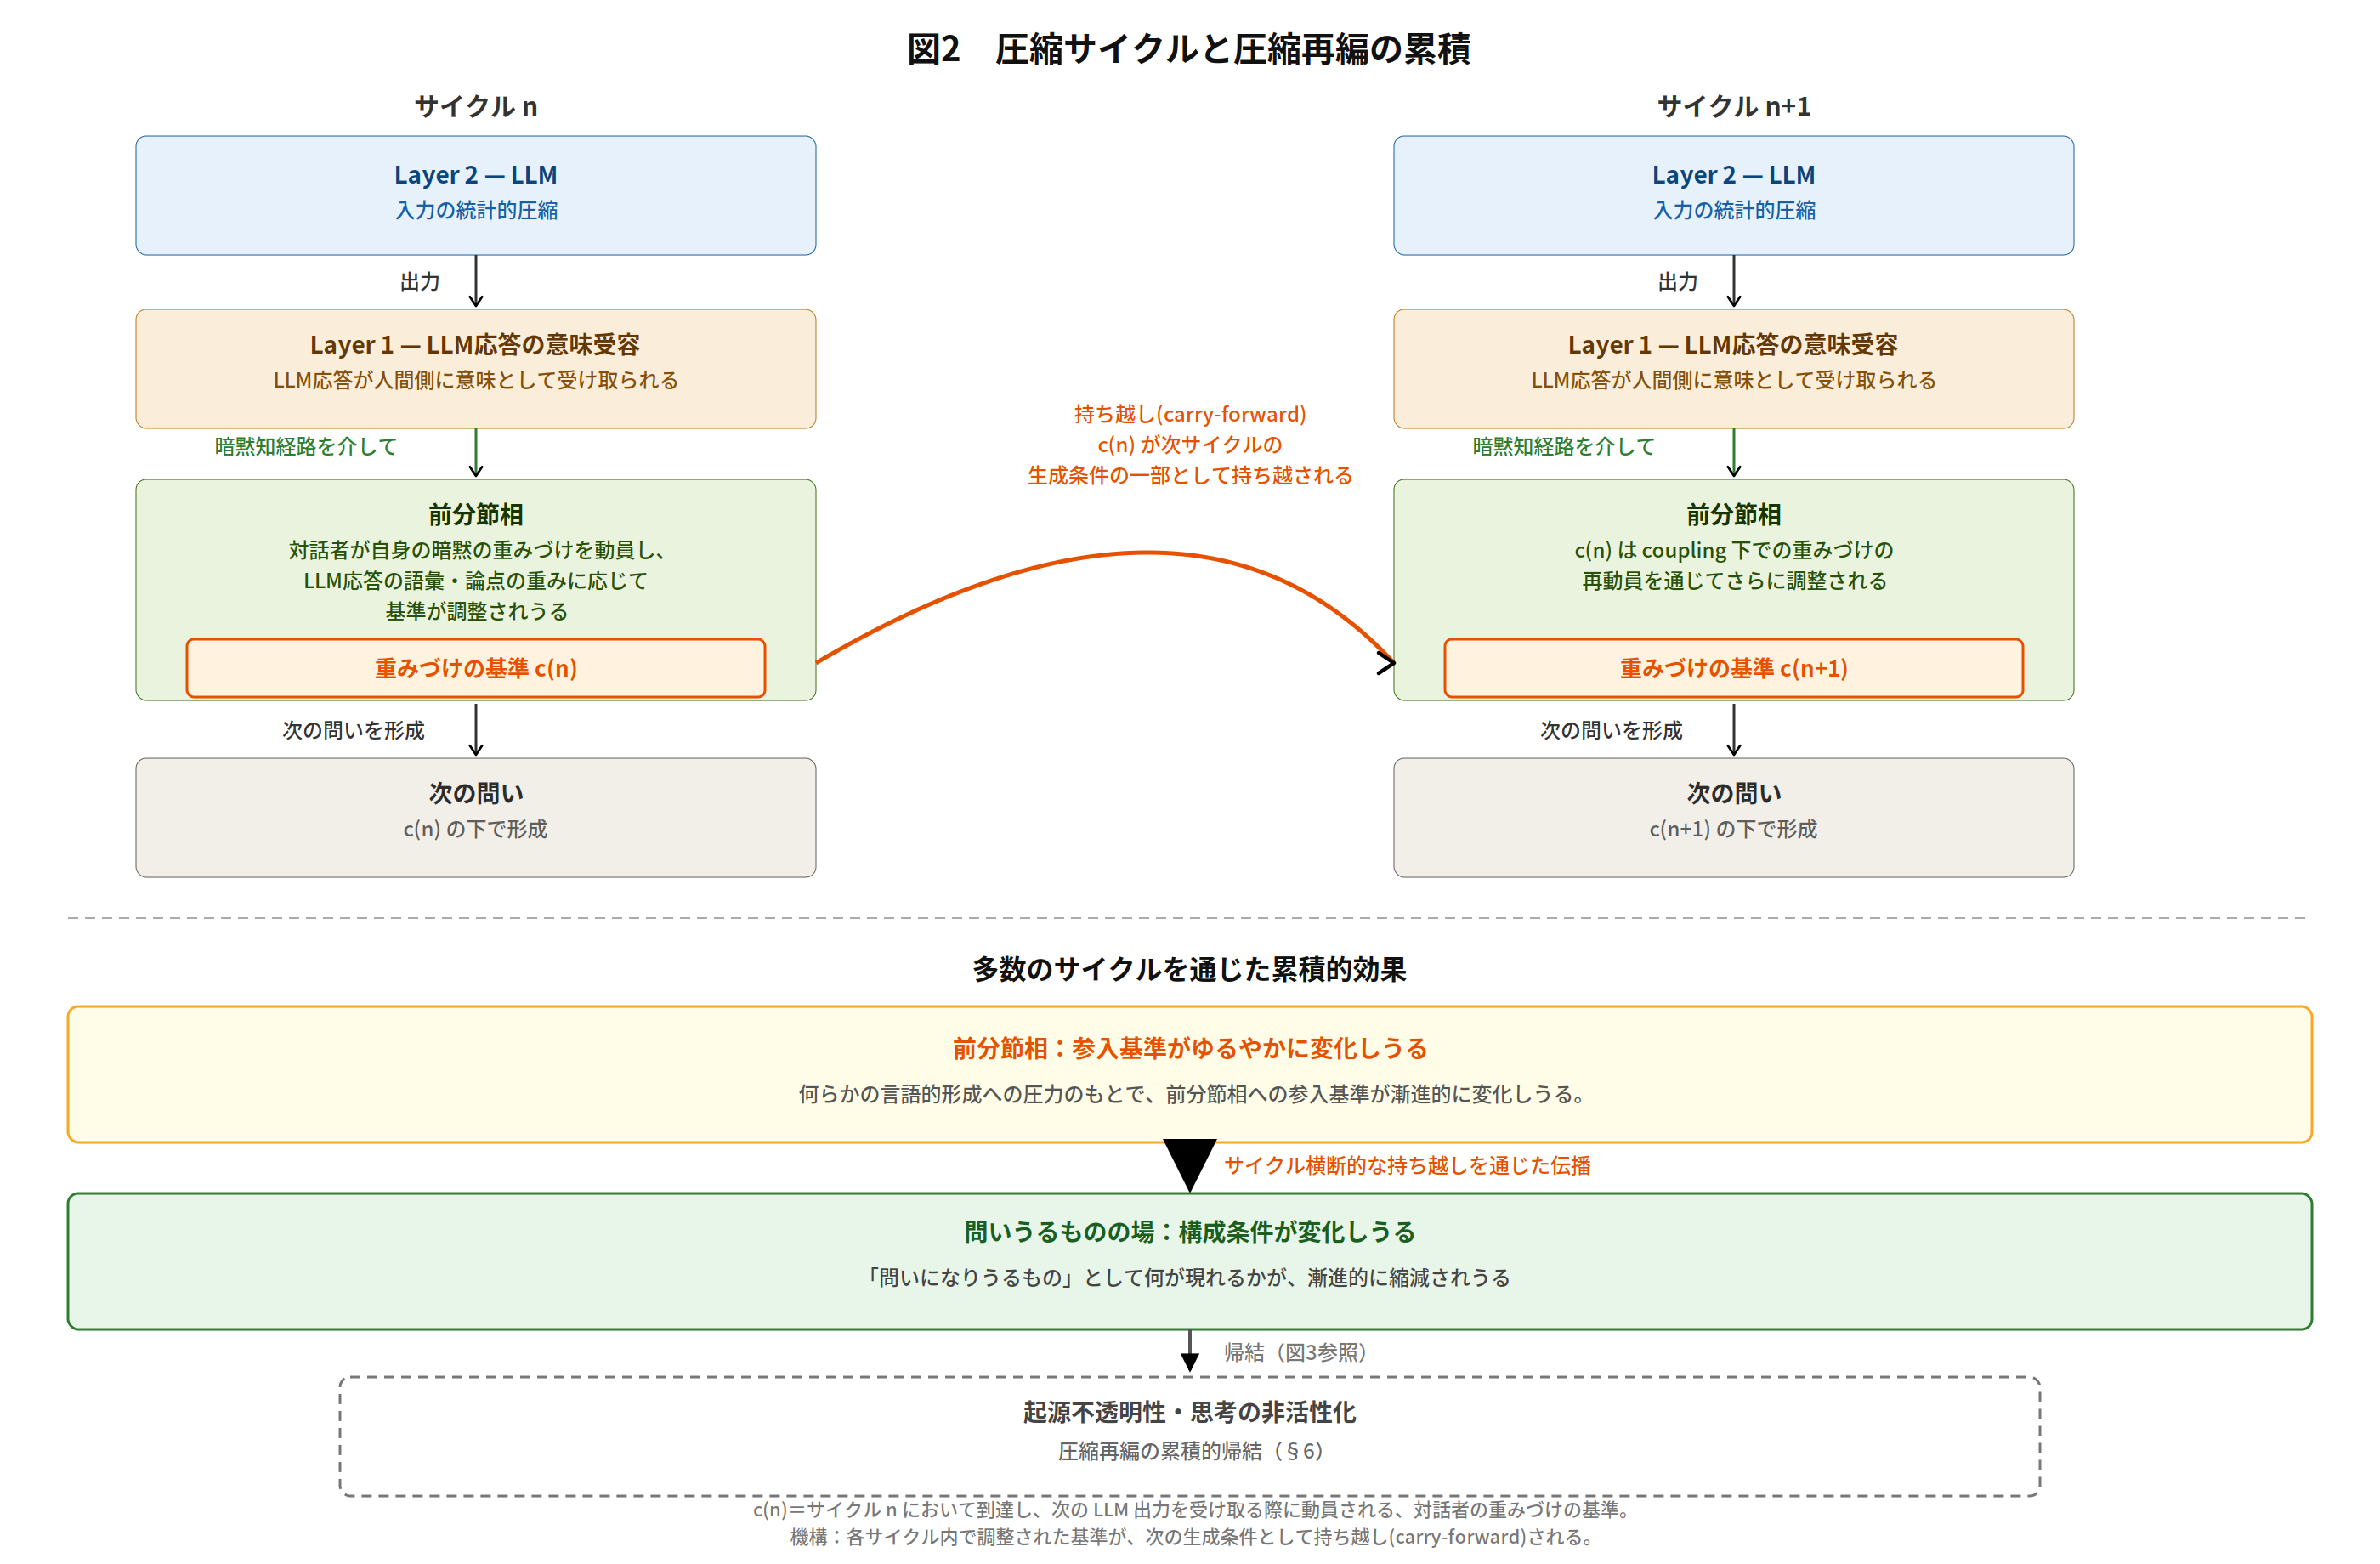 図2　圧縮サイクルと圧縮再編の累積
サイクル n
Layer 2 — LLM
入力の統計的圧縮
出力
Layer 1 — LLM応答の意味受容
LLM応答が人間側に意味として受け取られる
暗黙知経路を介して
前分節相
対話者が自身の暗黙の重みづけを動員し、
LLM応答の語彙・論点の重みに応じて
基準が調整されうる
重みづけの基準 c(n)
次の問いを形成
次の問い
c(n) の下で形成
持ち越し(carry-forward)
c(n) が次サイクルの
生成条件の一部として持ち越される
サイクル n+1
Layer 2 — LLM
入力の統計的圧縮
出力
Layer 1 — LLM応答の意味受容
LLM応答が人間側に意味として受け取られる
暗黙知経路を介して
前分節相
c(n) は coupling 下での重みづけの
再動員を通じてさらに調整される
重みづけの基準 c(n+1)
次の問いを形成
次の問い
c(n+1) の下で形成
多数のサイクルを通じた累積的効果
前分節相：参入基準がゆるやかに変化しうる
何らかの言語的形成への圧力のもとで、前分節相への参入基準が漸進的に変化しうる。
サイクル横断的な持ち越しを通じた伝播
問いうるものの場：構成条件が変化しうる
「問いになりうるもの」として何が現れるかが、漸進的に縮減されうる
帰結（図3参照）
起源不透明性・思考の非活性化
圧縮再編の累積的帰結（§6）
c(n)＝サイクル n において到達し、次の LLM 出力を受け取る際に動員される、対話者の重みづけの基準。
機構：各サイクル内で調整された基準が、次の生成条件として持ち越し(carry-forward)される。